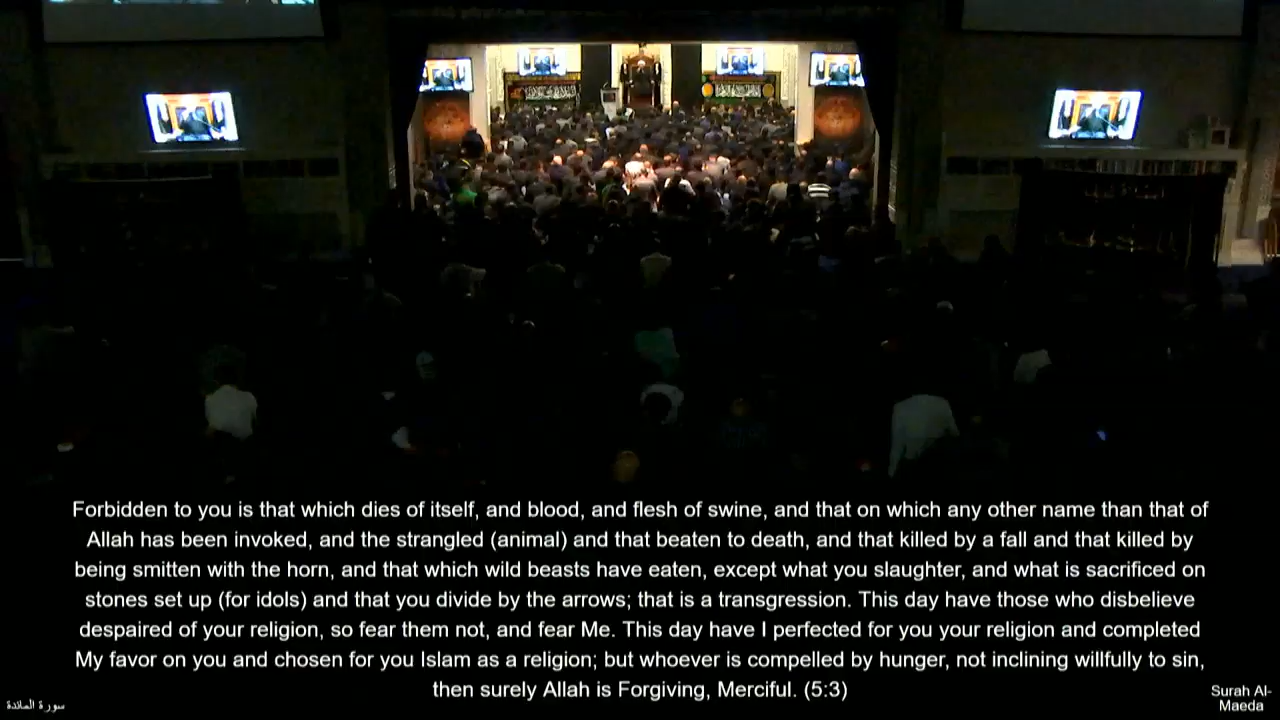 Forbidden to you is that which dies of itself, and blood, and flesh of swine, and that on which any other name than that of
Allah has been invoked, and the strangled (animal) and that beaten to death, and that killed by a fall and that killed by
being smitten with the horn, and that which wild beasts have eaten, except what you slaughter, and what is sacrificed on
stones set up (for idols) and that you divide by the arrows; that is a transgression. This day have those who disbelieve
despaired of your religion, so fear them not, and fear Me. This day have I perfected for you your religion and completed
My favor on you and chosen for you Islam as a religion; but whoever is compelled by hunger, not inclining willfully to sin,
then surely Allah is Forgiving, Merciful. (5:3)
سورة المائدة
Surah Al-
Maeda